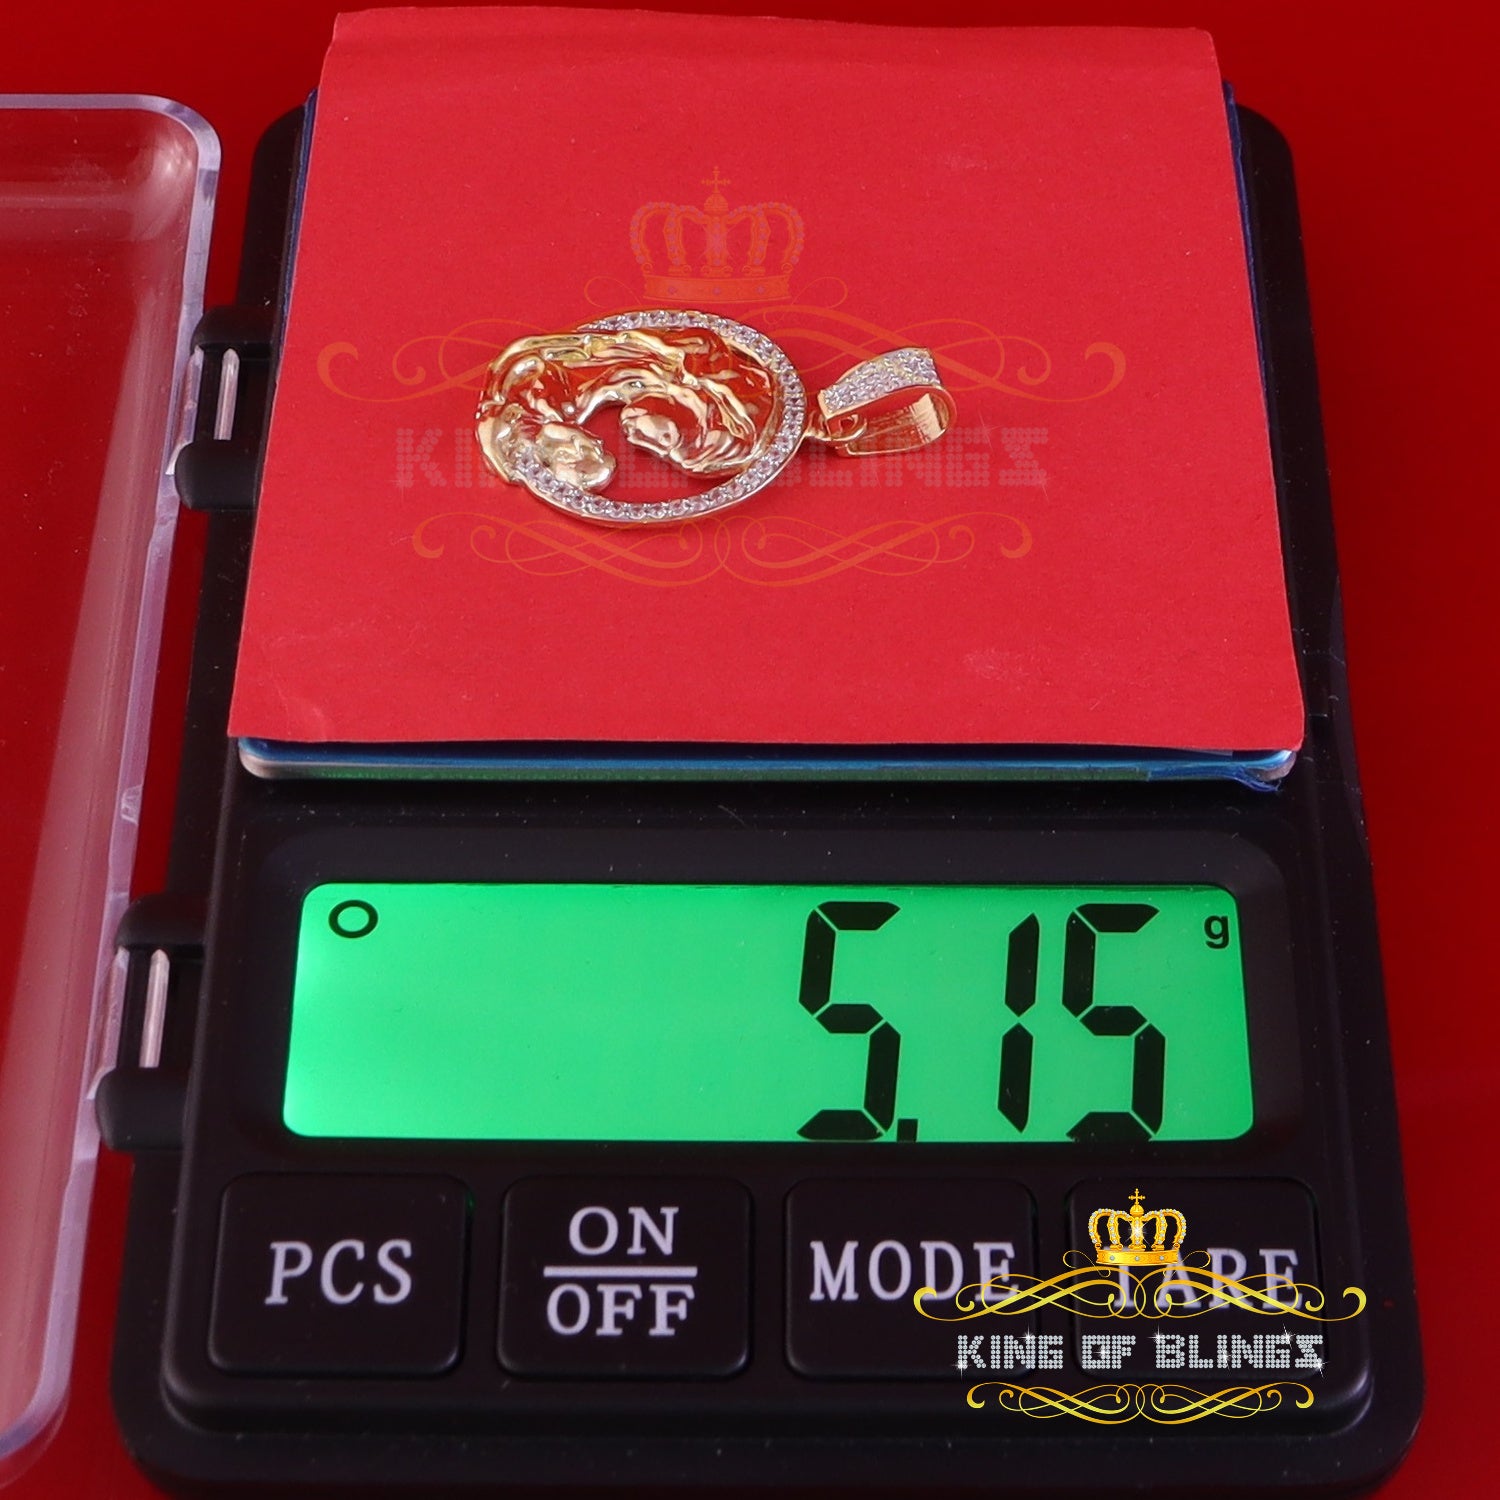 KING OF BLINGS
5.15 g
PCS
ON
OFF
MODE
TARE
KING OF BLINGS